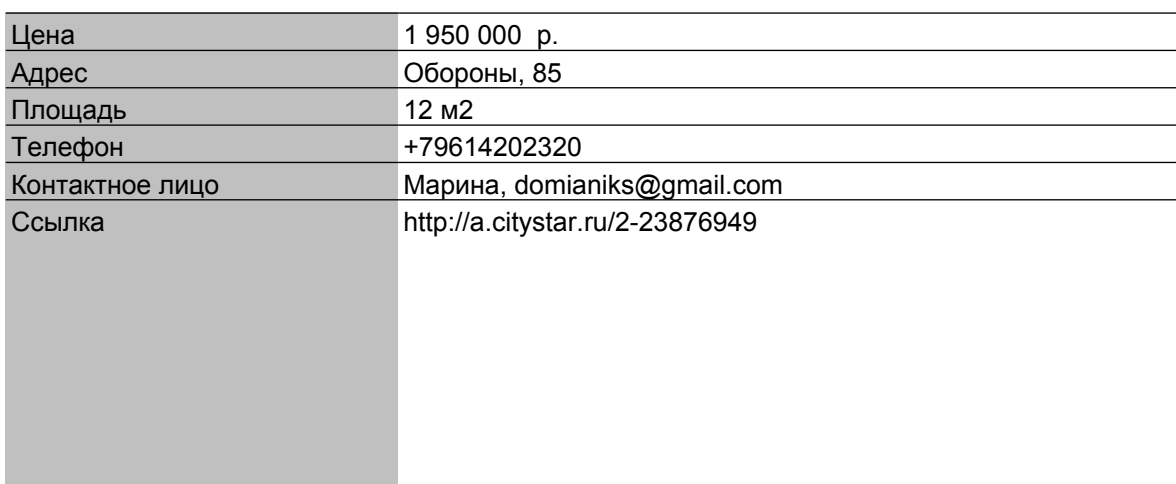 Цена 1 950 000 р.
Адрес Обороны, 85
Площадь 12 м2
Телефон +79614202320
Контактное лицо Марина, domianiks@gmail.com
Ссылка http://a.citystar.ru/2-23876949